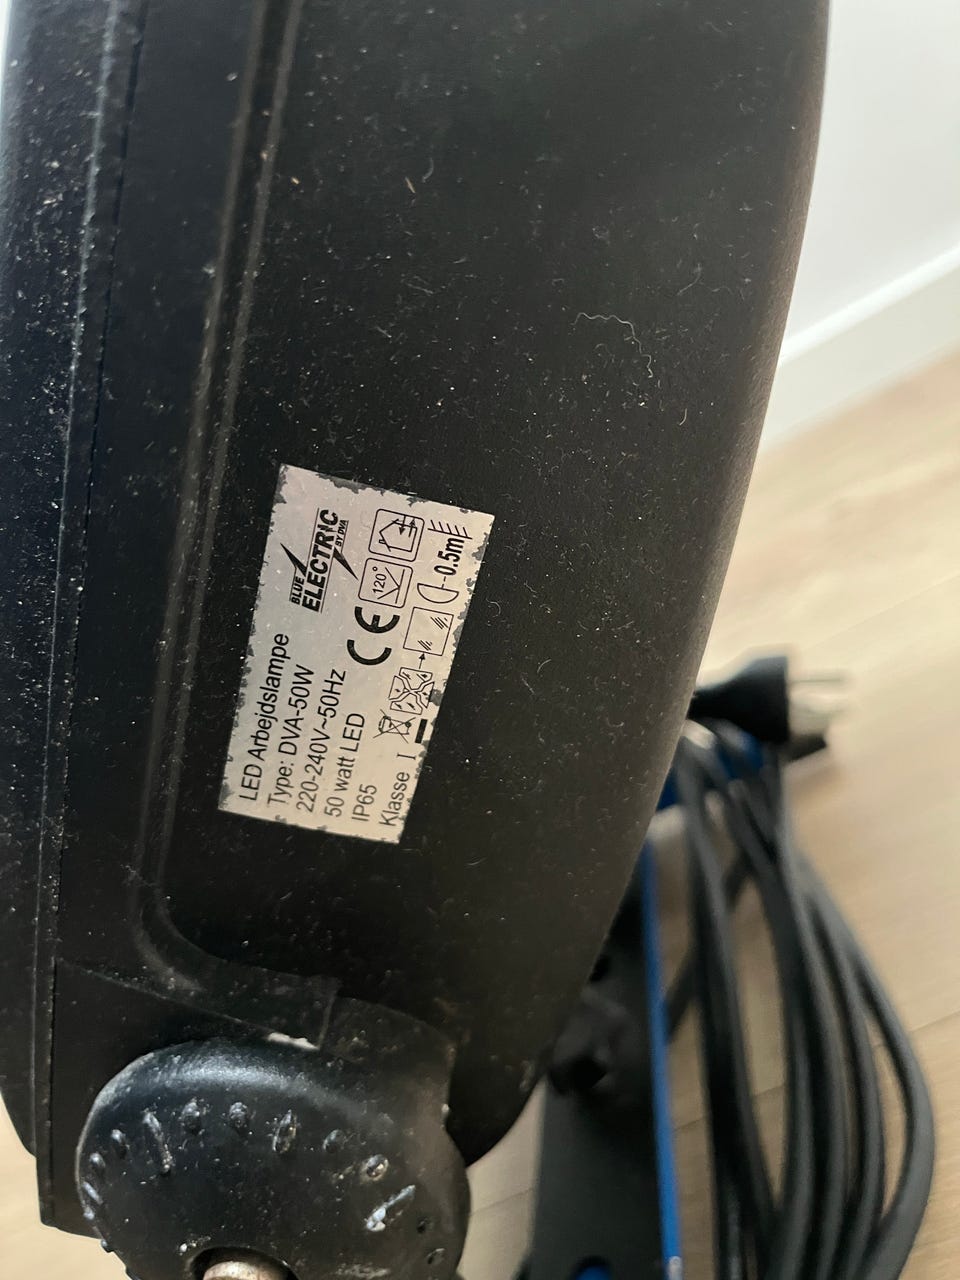 LED Arbejdslampe
Type: DVA-50W
220-240V~50Hz
50 watt LED
IP65
Klasse I
BLUE
ELECTRIC
BY DVA
CE
120°
0.5m